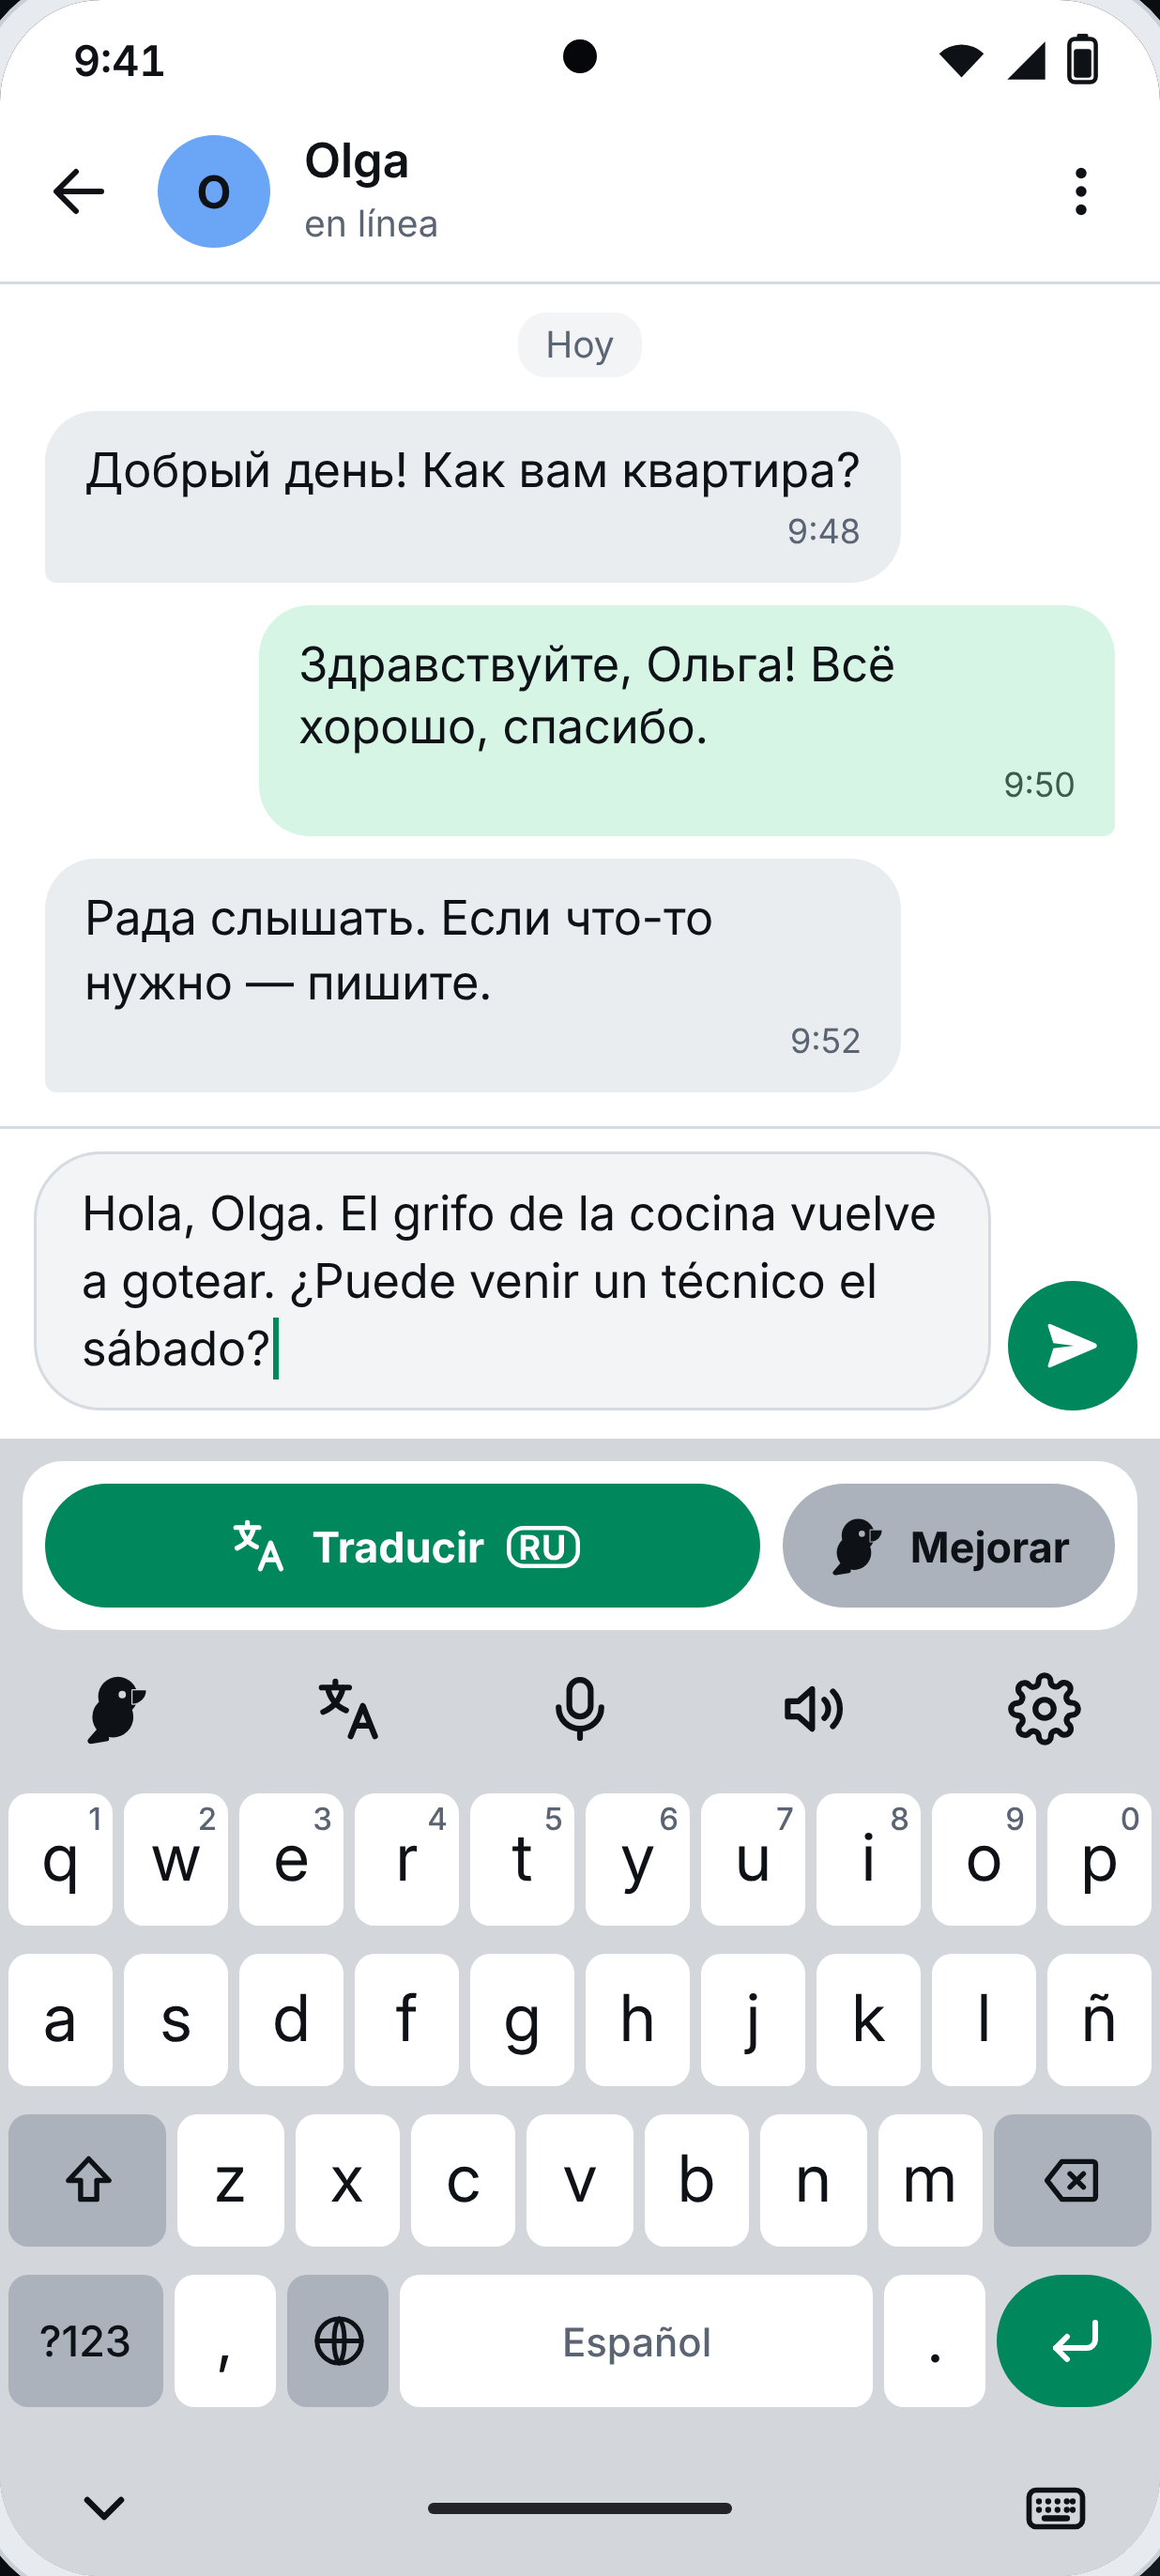 9:41
O
Olga
en línea
Hoy
Добрый день! Как вам квартира?
9:48
Здравствуйте, Ольга! Всё
хорошо, спасибо.
9:50
Рада слышать. Если что-то
нужно — пишите.
9:52
Hola, Olga. El grifo de la cocina vuelve
a gotear. ¿Puede venir un técnico el
sábado?
Traducir RU Mejorar
1 2 3 4 5 6 7 8 9 0
q w e r t y u i o p
a s d f g h j k l ñ
z x c v b n m
?123 , Español .